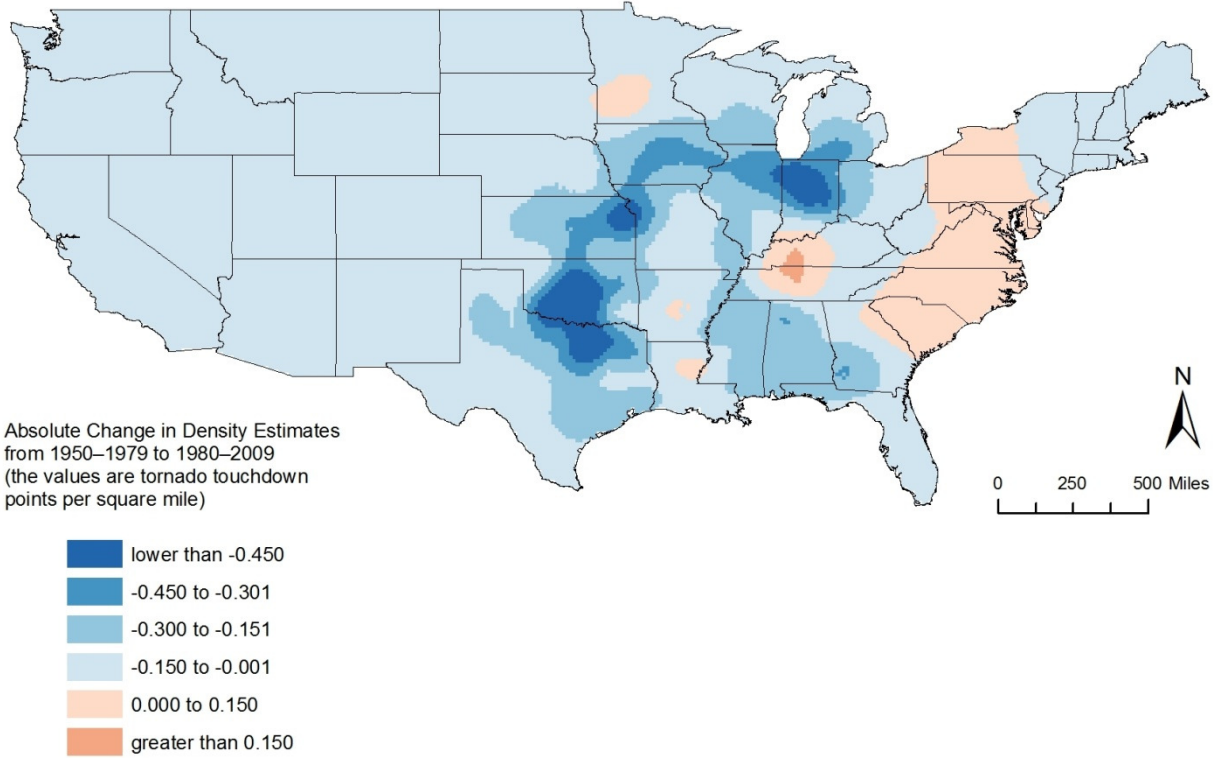 N
0 250 500 Miles
Absolute Change in Density Estimates
from 1950–1979 to 1980–2009
(the values are tornado touchdown
points per square mile)
lower than -0.450
-0.450 to -0.301
-0.300 to -0.151
-0.150 to -0.001
0.000 to 0.150
greater than 0.150